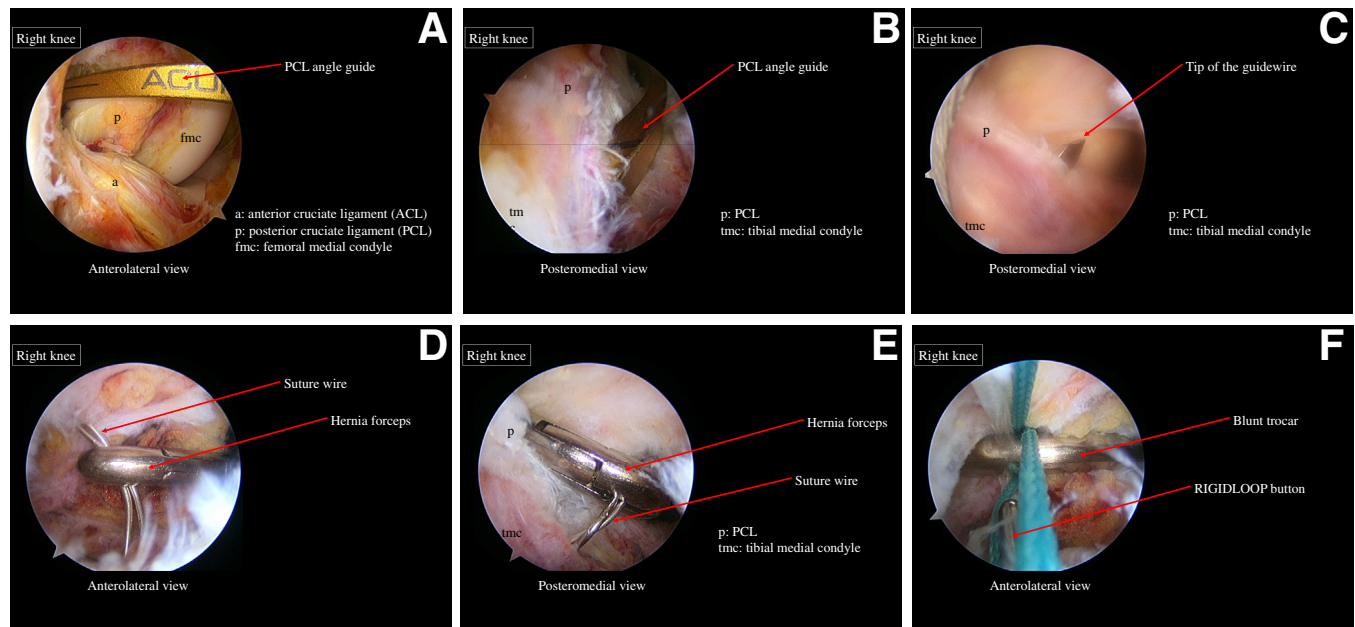 A
Right knee
ACU
PCL angle guide
p
fmc
a
a: anterior cruciate ligament (ACL)
p: posterior cruciate ligament (PCL)
fmc: femoral medial condyle
Anterolateral view
B
Right knee
PCL angle guide
p
tm
p: PCL
tmc: tibial medial condyle
Posteromedial view
C
Right knee
Tip of the guidewire
p
tmc
p: PCL
tmc: tibial medial condyle
Posteromedial view
D
Right knee
Suture wire
Hernia forceps
Anterolateral view
E
Right knee
Hernia forceps
p
Suture wire
tmc
p: PCL
tmc: tibial medial condyle
Posteromedial view
F
Right knee
Blunt trocar
RIGIDLOOP button
Anterolateral view